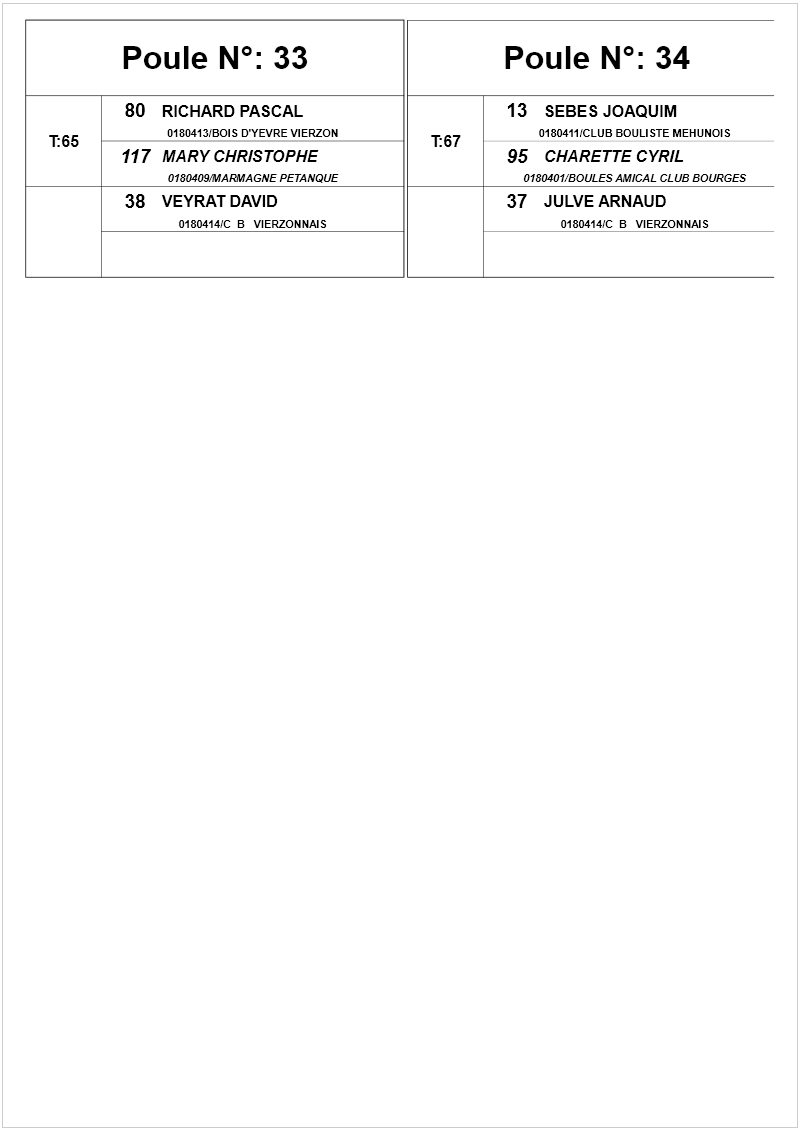 Poule N°: 33
T:65
80 RICHARD PASCAL
0180413/BOIS D'YEVRE VIERZON
117 MARY CHRISTOPHE
0180409/MARMAGNE PETANQUE
38 VEYRAT DAVID
0180414/C B VIERZONNAIS
Poule N°: 34
T:67
13 SEBES JOAQUIM
0180411/CLUB BOULISTE MEHUNOIS
95 CHARETTE CYRIL
0180401/BOULES AMICAL CLUB BOURGES
37 JULVE ARNAUD
0180414/C B VIERZONNAIS